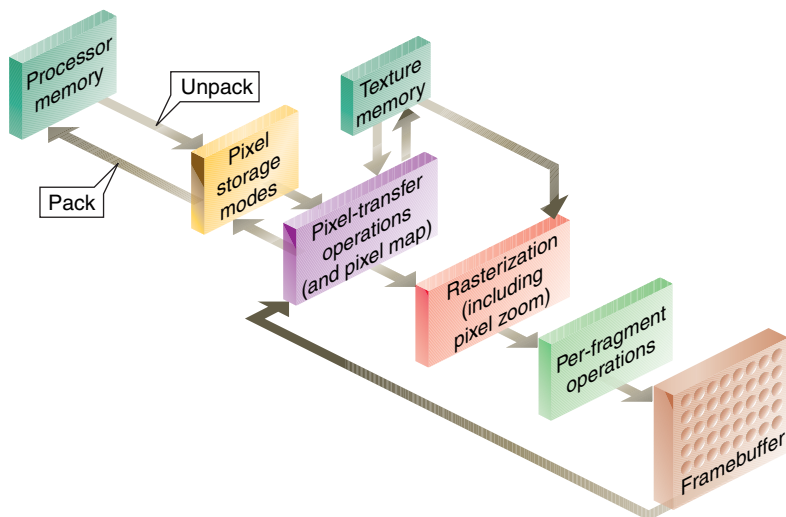 Processor
memory
Unpack
Texture
memory
Pixel
storage
modes
Pack
Pixel-transfer
operations
(and pixel map)
Rasterization
(including
pixel zoom)
Per-fragment
operations
Framebuffer